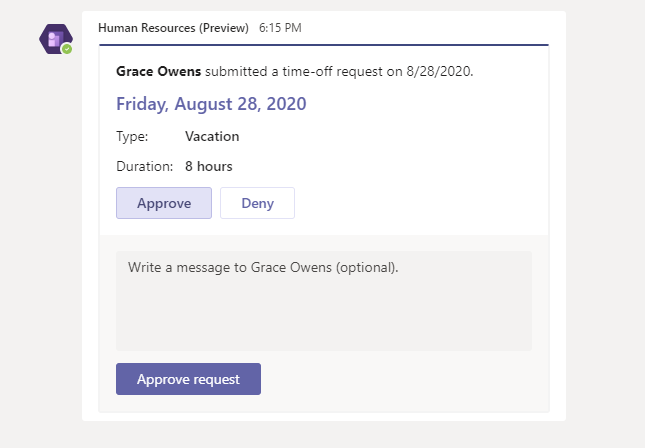 Human Resources (Preview) 6:15 PM
Grace Owens submitted a time-off request on 8/28/2020.
Friday, August 28, 2020
Type: Vacation
Duration: 8 hours
Approve Deny
Write a message to Grace Owens (optional).
Approve request